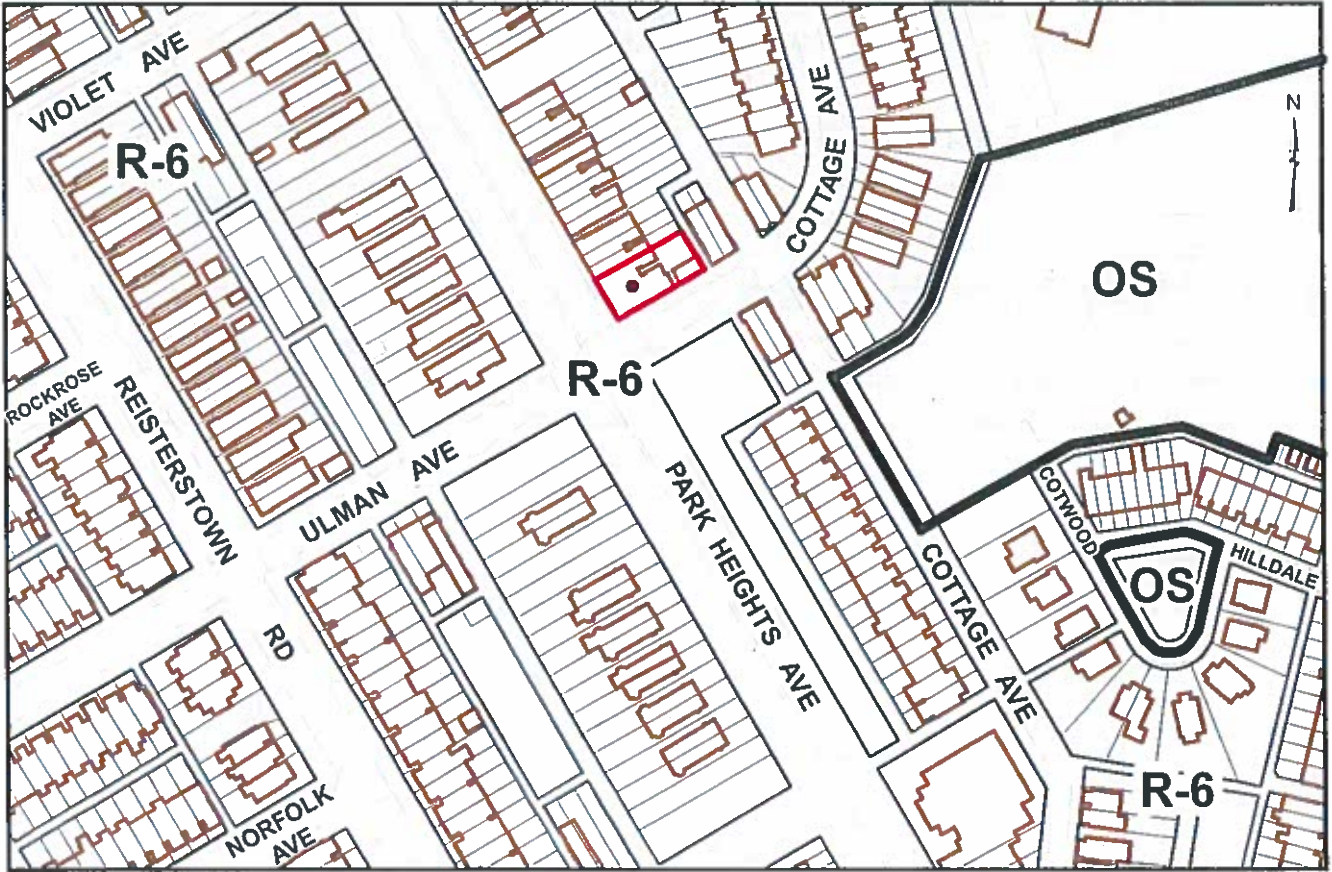 VIOLET AVE
R-6
COTTAGE AVE
N
OS
R-6
ROCKROSE
AVE
REISTERSTOWN
RD
ULMAN AVE
PARK HEIGHTS AVE
COTTAGE AVE
COTWOOD
HILLDALE
OS
R-6
NORFOLK
AVE